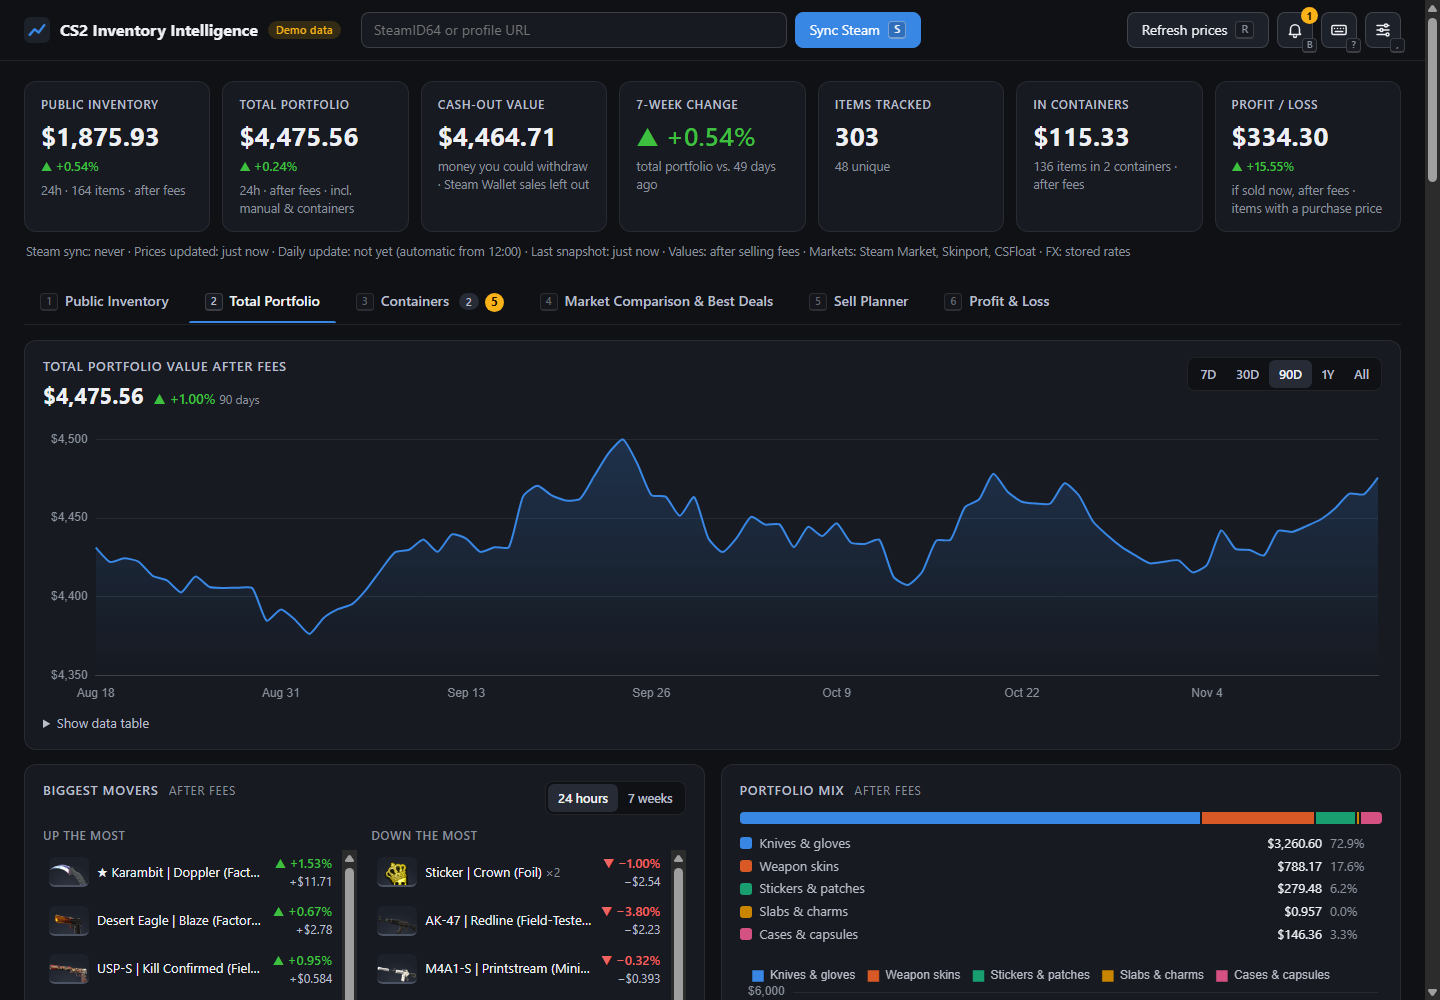 CS2 Inventory Intelligence Demo data SteamID64 or profile URL Sync Steam S Refresh prices R 1 B ? ,
PUBLIC INVENTORY
$1,875.93
▲ +0.54%
24h · 164 items · after fees
TOTAL PORTFOLIO
$4,475.56
▲ +0.24%
24h · after fees · incl.
manual & containers
CASH-OUT VALUE
$4,464.71
money you could withdraw
· Steam Wallet sales left out
7-WEEK CHANGE
▲ +0.54%
total portfolio vs. 49 days
ago
ITEMS TRACKED
303
48 unique
IN CONTAINERS
$115.33
136 items in 2 containers ·
after fees
PROFIT / LOSS
$334.30
▲ +15.55%
if sold now, after fees ·
items with a purchase price
Steam sync: never · Prices updated: just now · Daily update: not yet (automatic from 12:00) · Last snapshot: just now · Values: after selling fees · Markets: Steam Market, Skinport, CSFloat · FX: stored rates
1 Public Inventory 2 Total Portfolio 3 Containers 2 5 4 Market Comparison & Best Deals 5 Sell Planner 6 Profit & Loss
TOTAL PORTFOLIO VALUE AFTER FEES
$4,475.56 ▲ +1.00% 90 days
7D 30D 90D 1Y All
$4,500
$4,450
$4,400
$4,350
Aug 18 Aug 31 Sep 13 Sep 26 Oct 9 Oct 22 Nov 4
▶ Show data table
BIGGEST MOVERS AFTER FEES
24 hours 7 weeks
UP THE MOST
★ Karambit | Doppler (Fact... ▲ +1.53%
+$11.71
Desert Eagle | Blaze (Factor... ▲ +0.67%
+$2.78
USP-S | Kill Confirmed (Fiel... ▲ +0.95%
+$0.584
DOWN THE MOST
Sticker | Crown (Foil) ×2 ▼ −1.00%
−$2.54
AK-47 | Redline (Field-Teste... ▼ −3.80%
−$2.23
M4A1-S | Printstream (Mini... ▼ −0.32%
−$0.393
PORTFOLIO MIX AFTER FEES
Knives & gloves $3,260.60 72.9%
Weapon skins $788.17 17.6%
Stickers & patches $279.48 6.2%
Slabs & charms $0.957 0.0%
Cases & capsules $146.36 3.3%
Knives & gloves Weapon skins Stickers & patches Slabs & charms Cases & capsules
$6,000